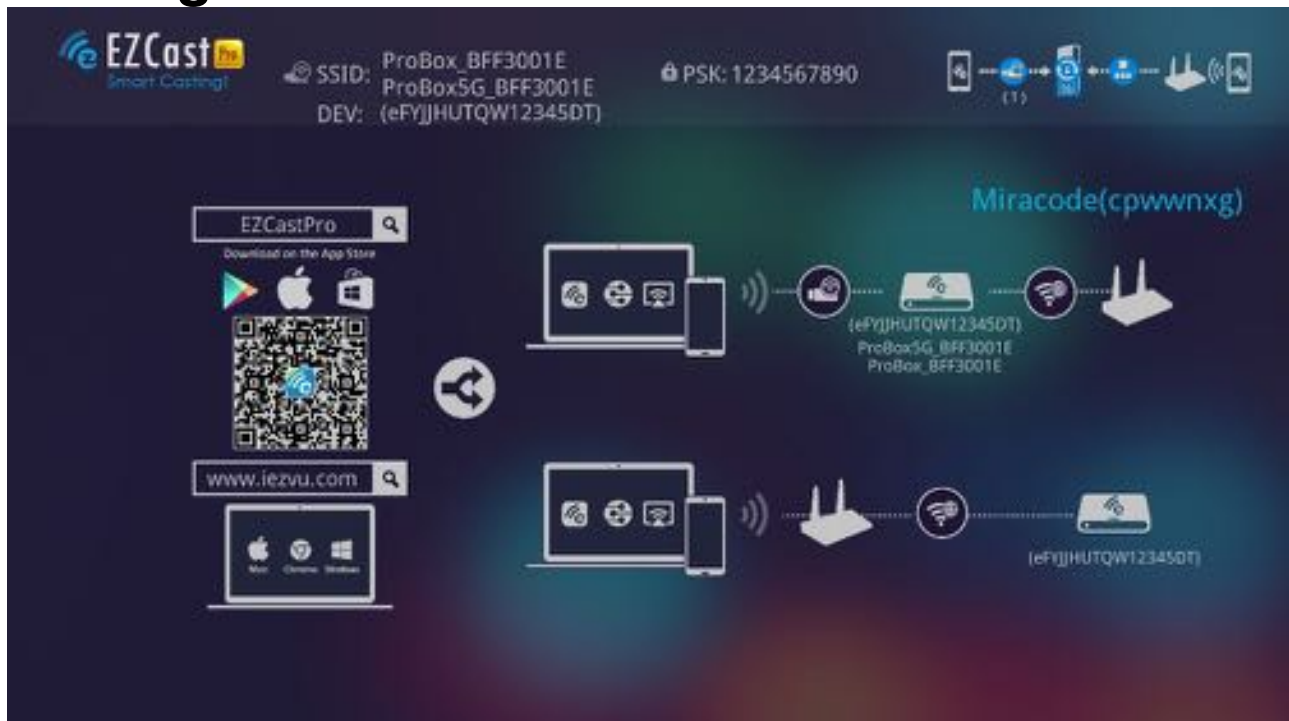 EZCast Pro
Smart Casting!
SSID: ProBox_BFF3001E
ProBox5G_BFF3001E
DEV: (eFYJJHUTQW12345DT)
PSK: 1234567890
(1)
Miracode(cpwwnxg)
EZCastPro
Download on the App Store
(eFYJJHUTQW12345DT)
ProBox5G_BFF3001E
ProBox_BFF3001E
www.iezvu.com
Mac Chrome Windows
(eFYJJHUTQW12345DT)